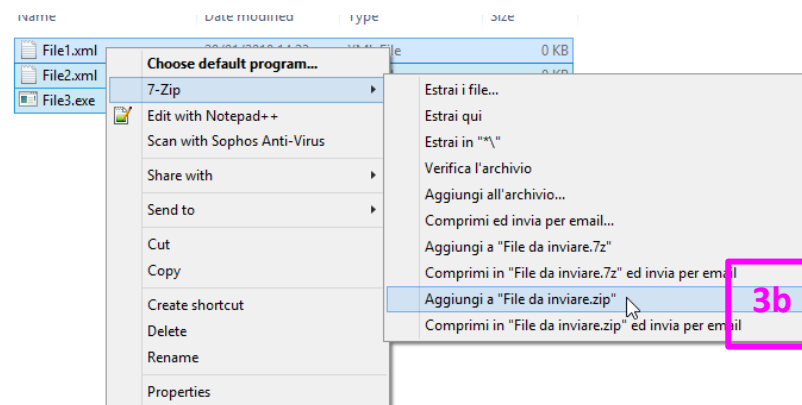 Name Date modified Type Size
File1.xml 0 KB
File2.xml 0 KB
File3.exe
Choose default program...
7-Zip
Edit with Notepad++
Scan with Sophos Anti-Virus
Share with
Send to
Cut
Copy
Create shortcut
Delete
Rename
Properties
Estrai i file...
Estrai qui
Estrai in "*\"
Verifica l'archivio
Aggiungi all'archivio...
Comprimi ed invia per email...
Aggiungi a "File da inviare.7z"
Comprimi in "File da inviare.7z" ed invia per email
Aggiungi a "File da inviare.zip"
Comprimi in "File da inviare.zip" ed invia per email
3b